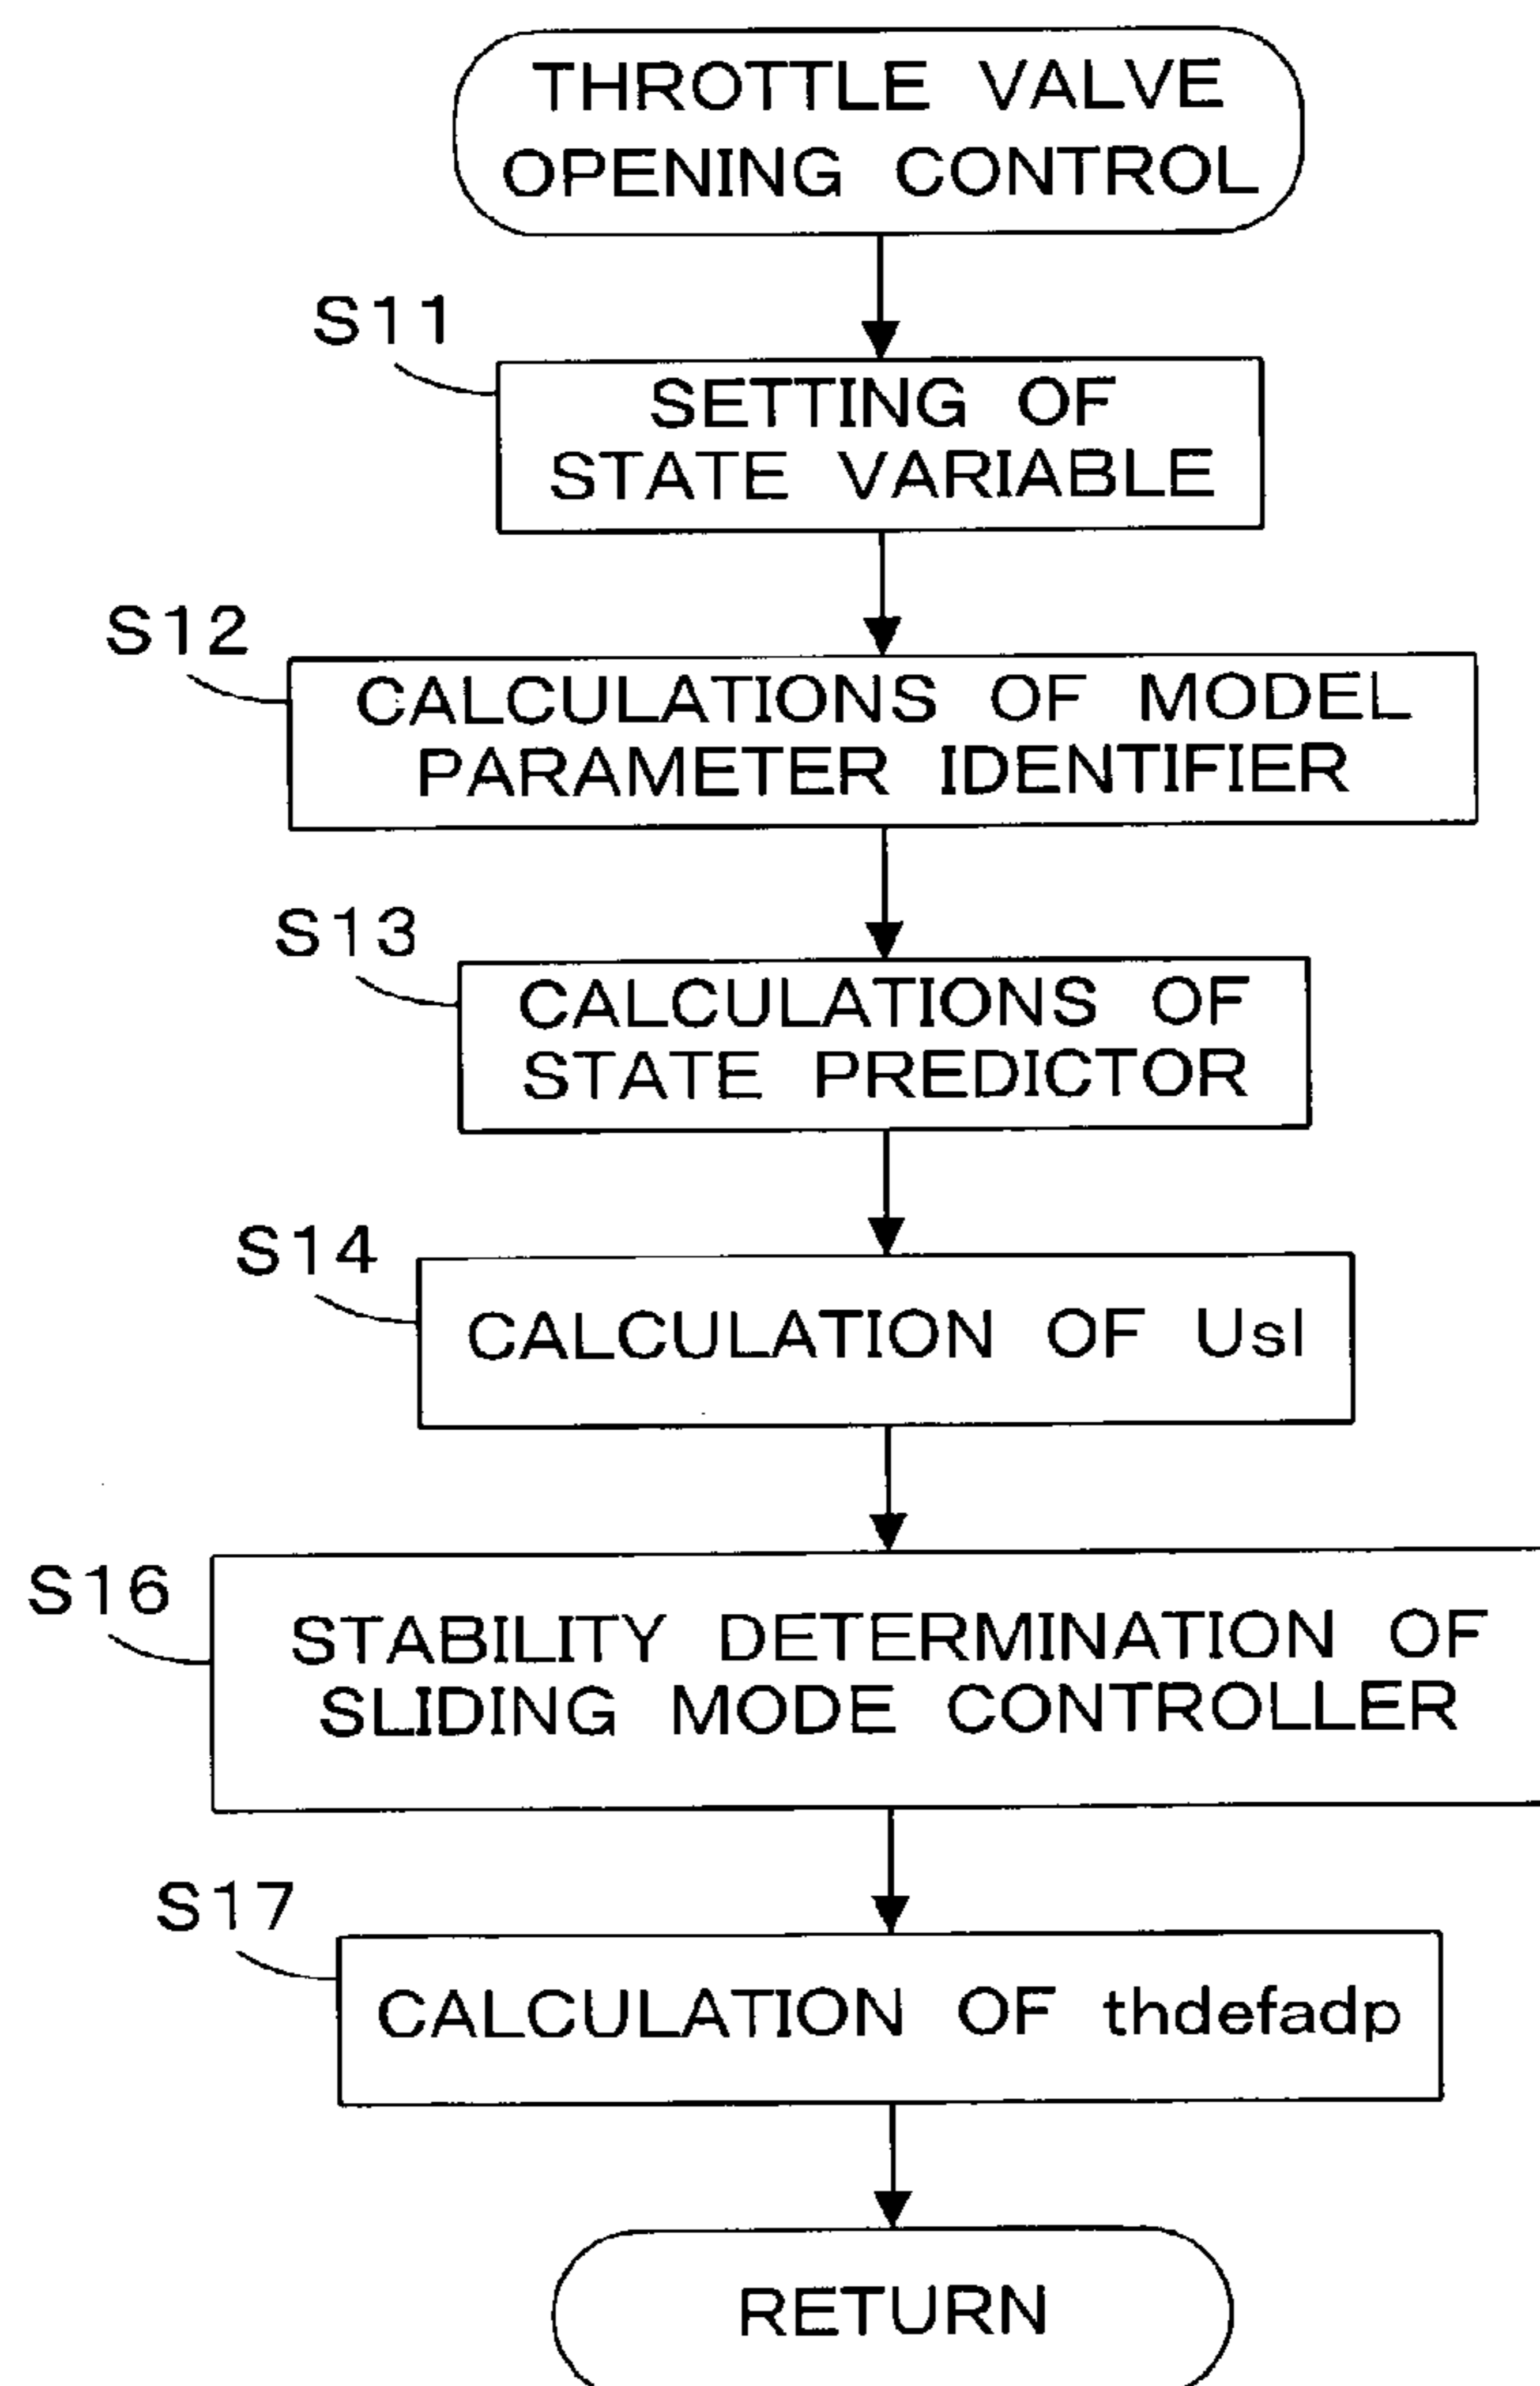 THROTTLE VALVE
OPENING CONTROL
S11
SETTING OF
STATE VARIABLE
S12
CALCULATIONS OF MODEL
PARAMETER IDENTIFIER
S13
CALCULATIONS OF
STATE PREDICTOR
S14
CALCULATION OF Usl
S16
STABILITY DETERMINATION OF
SLIDING MODE CONTROLLER
S17
CALCULATION OF thdefadp
RETURN